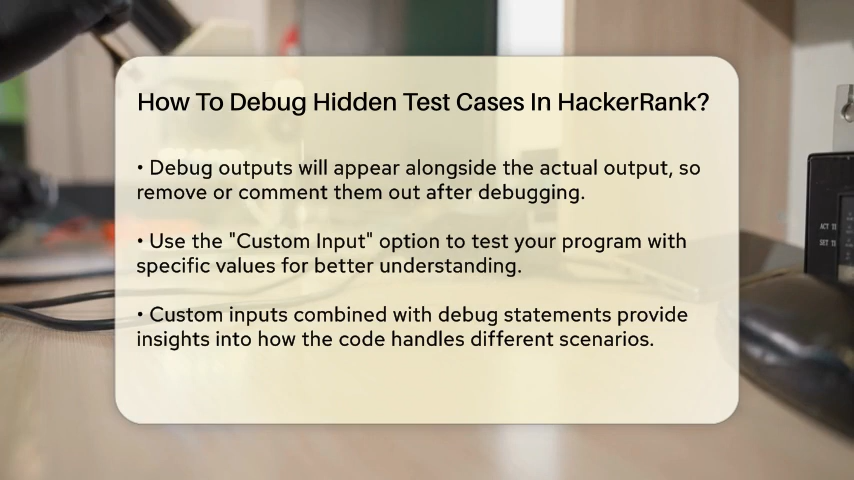 How To Debug Hidden Test Cases In HackerRank?
• Debug outputs will appear alongside the actual output, so
remove or comment them out after debugging.
• Use the "Custom Input" option to test your program with
specific values for better understanding.
• Custom inputs combined with debug statements provide
insights into how the code handles different scenarios.